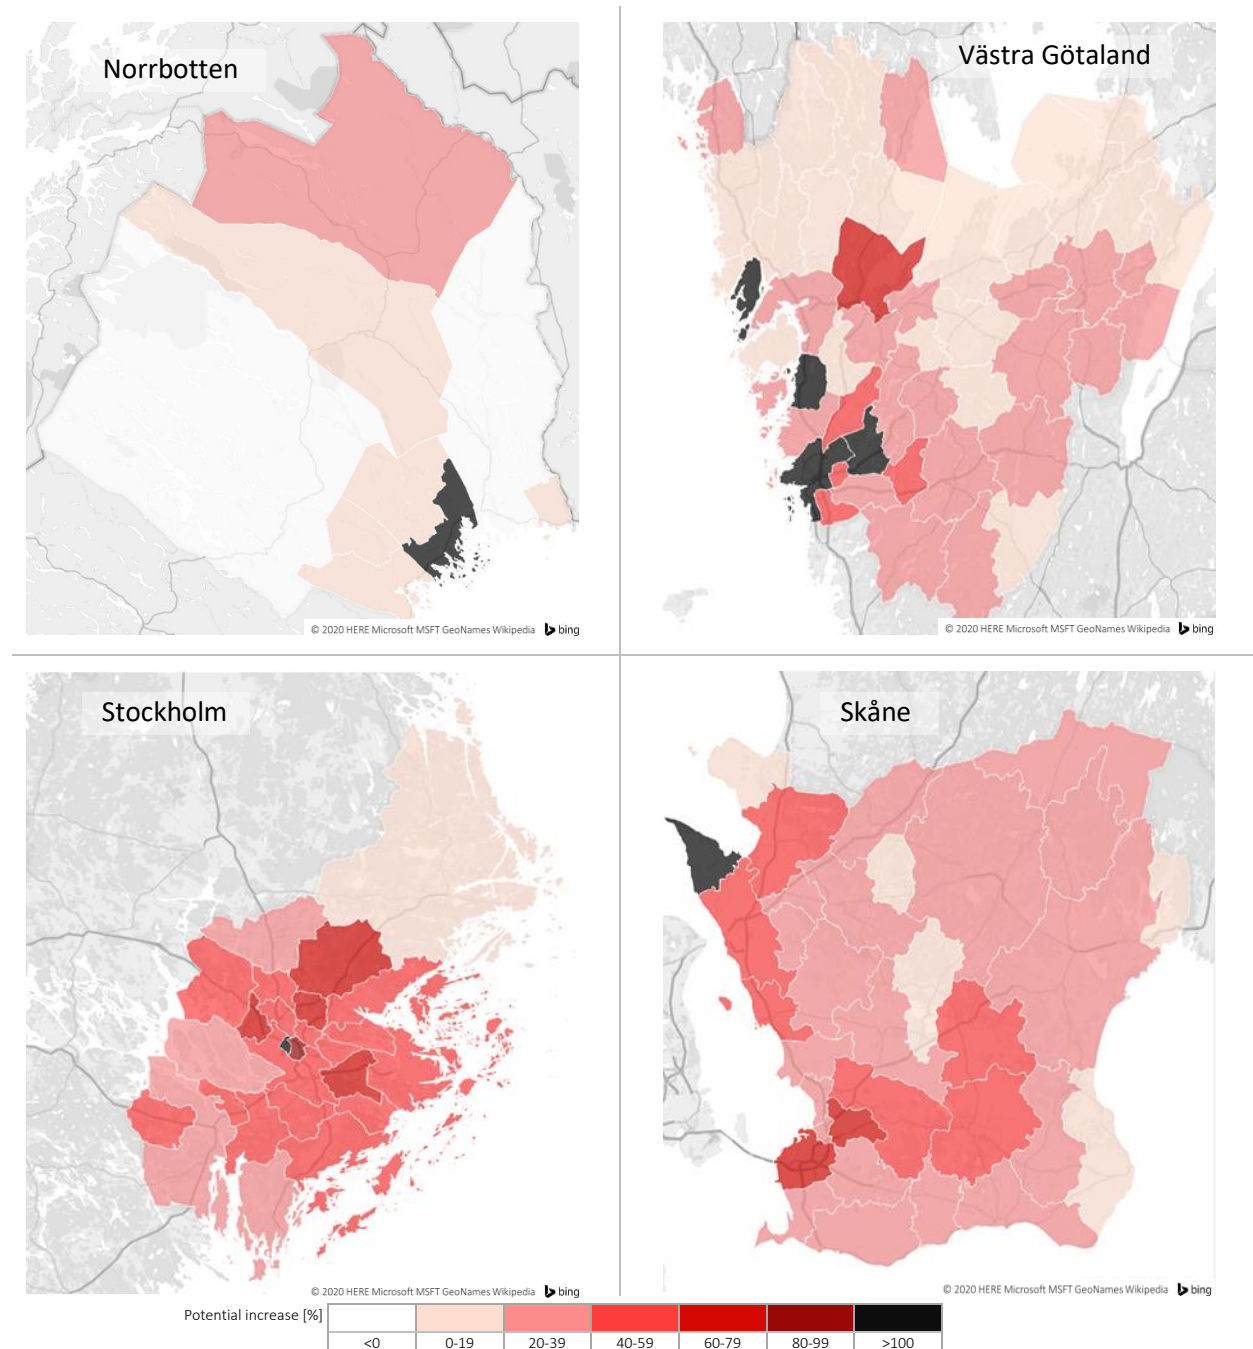 Norrbotten
Västra Götaland
© 2020 HERE Microsoft MSFT GeoNames Wikipedia bing
© 2020 HERE Microsoft MSFT GeoNames Wikipedia bing
Stockholm
Skåne
© 2020 HERE Microsoft MSFT GeoNames Wikipedia bing
© 2020 HERE Microsoft MSFT GeoNames Wikipedia bing
Potential increase [%]
<0 0-19 20-39 40-59 60-79 80-99 >100